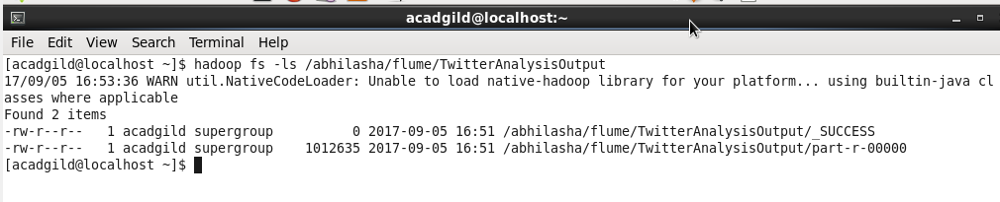 acadgild@localhost:~
File Edit View Search Terminal Help
[acadgild@localhost ~]$ hadoop fs -ls /abhilasha/flume/TwitterAnalysisOutput
17/09/05 16:53:36 WARN util.NativeCodeLoader: Unable to load native-hadoop library for your platform... using builtin-java cl
asses where applicable
Found 2 items
-rw-r--r--   1 acadgild supergroup          0 2017-09-05 16:51 /abhilasha/flume/TwitterAnalysisOutput/_SUCCESS
-rw-r--r--   1 acadgild supergroup    1012635 2017-09-05 16:51 /abhilasha/flume/TwitterAnalysisOutput/part-r-00000
[acadgild@localhost ~]$